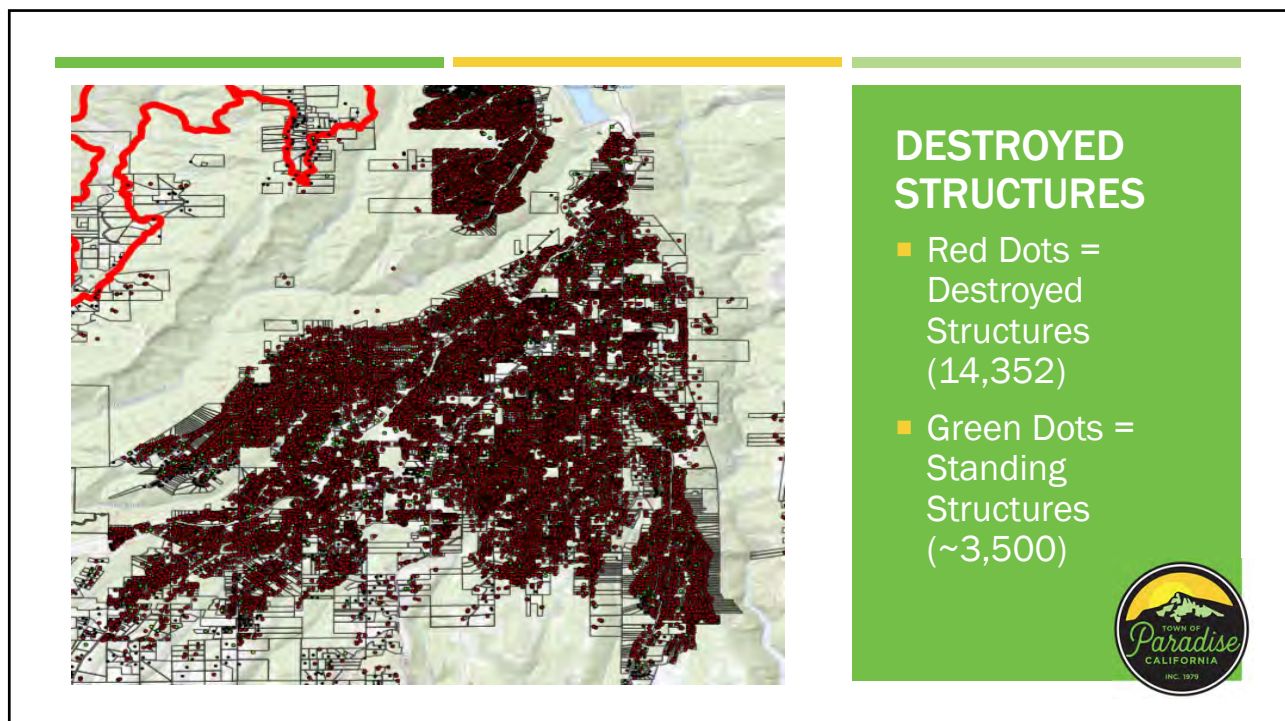 DESTROYED
STRUCTURES
▪ Red Dots =
Destroyed
Structures
(14,352)
▪ Green Dots =
Standing
Structures
(~3,500)
TOWN OF
Paradise
CALIFORNIA
INC. 1979